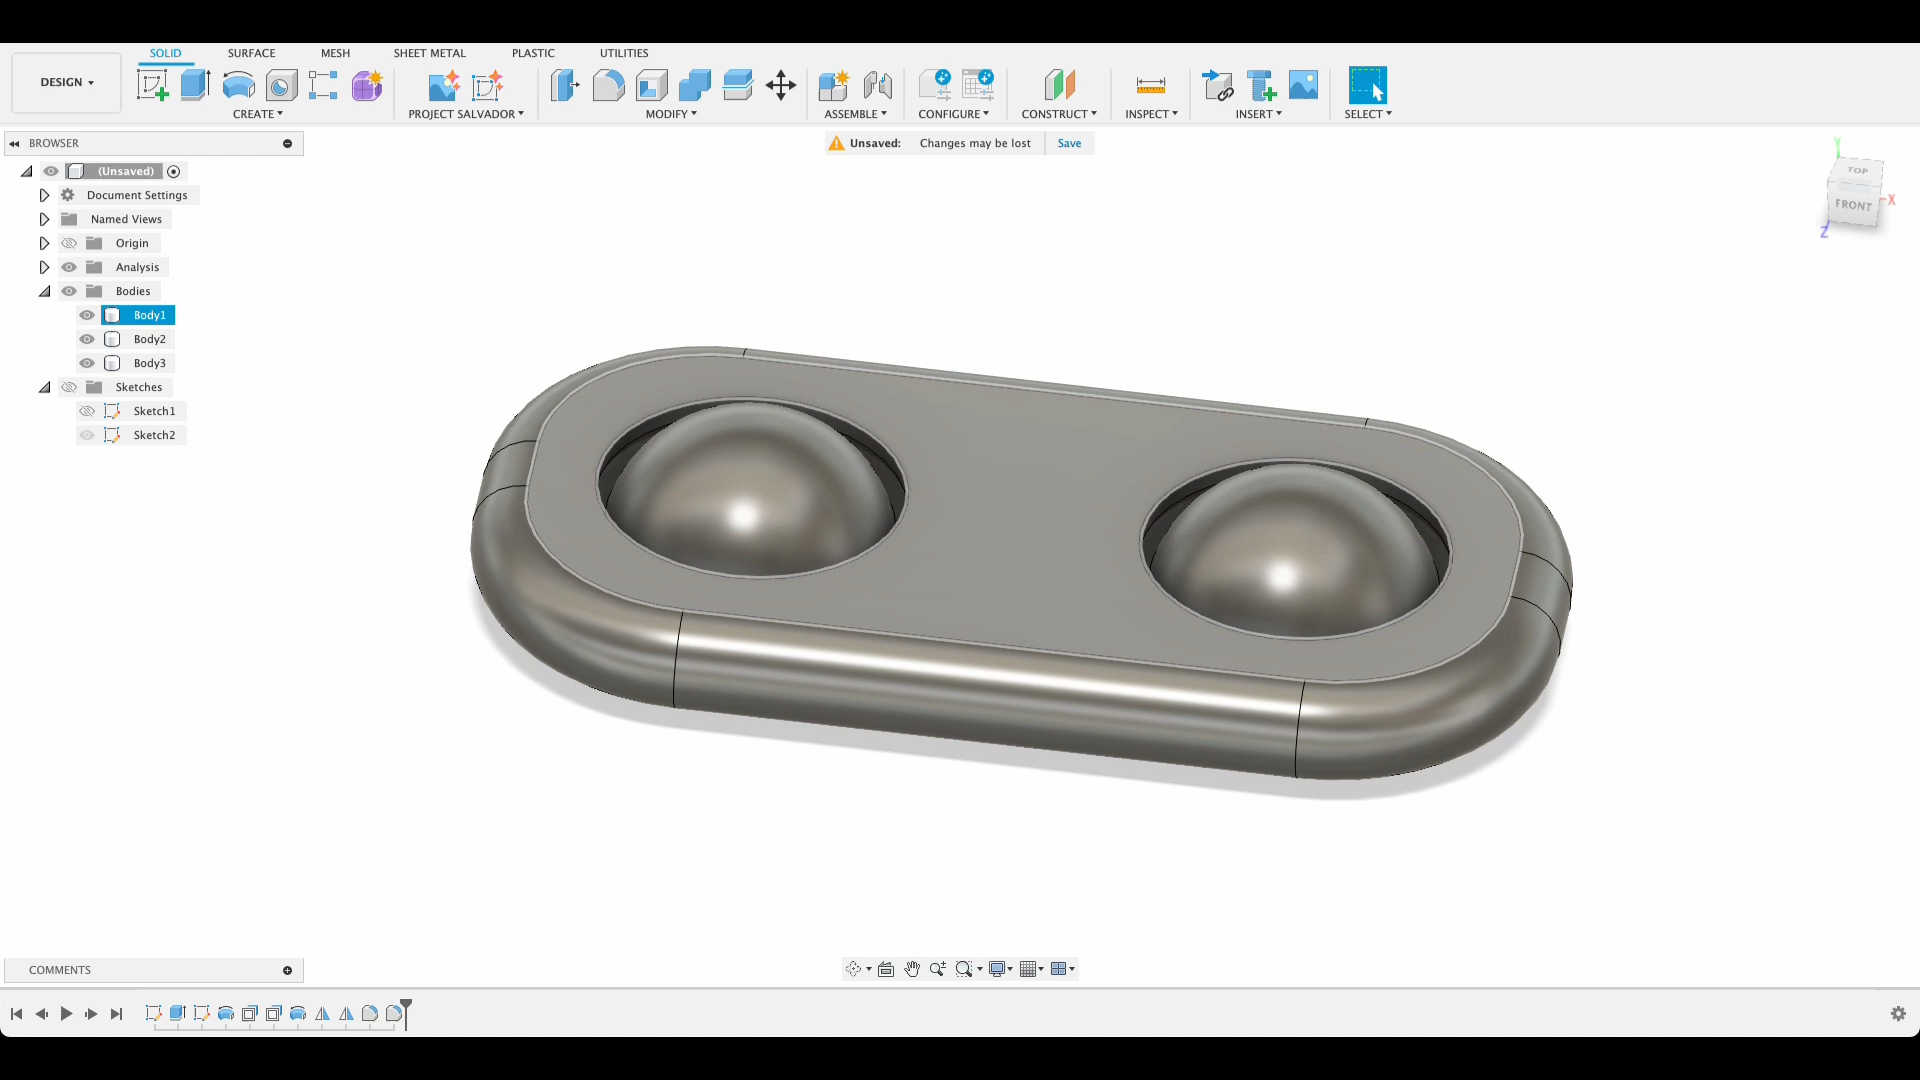 SOLID SURFACE MESH SHEET METAL PLASTIC UTILITIES
DESIGN
CREATE PROJECT SALVADOR MODIFY ASSEMBLE CONFIGURE CONSTRUCT INSPECT INSERT SELECT
BROWSER
Unsaved: Changes may be lost Save
(Unsaved)
Document Settings
Named Views
Origin
Analysis
Bodies
Body1
Body2
Body3
Sketches
Sketch1
Sketch2
Y
TOP
FRONT
X
Z
COMMENTS